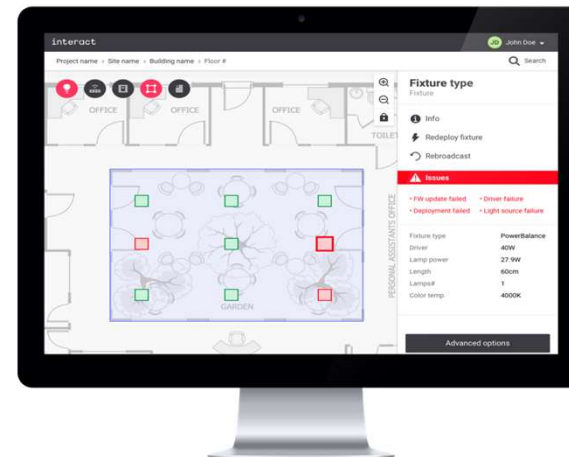 interact
JD John Doe
Project name › Site name › Building name › Floor #
Search
OFFICE
OFFICE
OFFICE
TOILET
PERSONAL ASSISTANTS OFFICE
GARDEN
Fixture type
Fixture
Info
Redeploy fixture
Rebroadcast
Issues
• FW update failed • Driver failure
• Deployment failed • Light source failure
Fixture type PowerBalance
Driver 40W
Lamp power 27.9W
Length 60cm
Lamps# 1
Color temp. 4000K
Advanced options